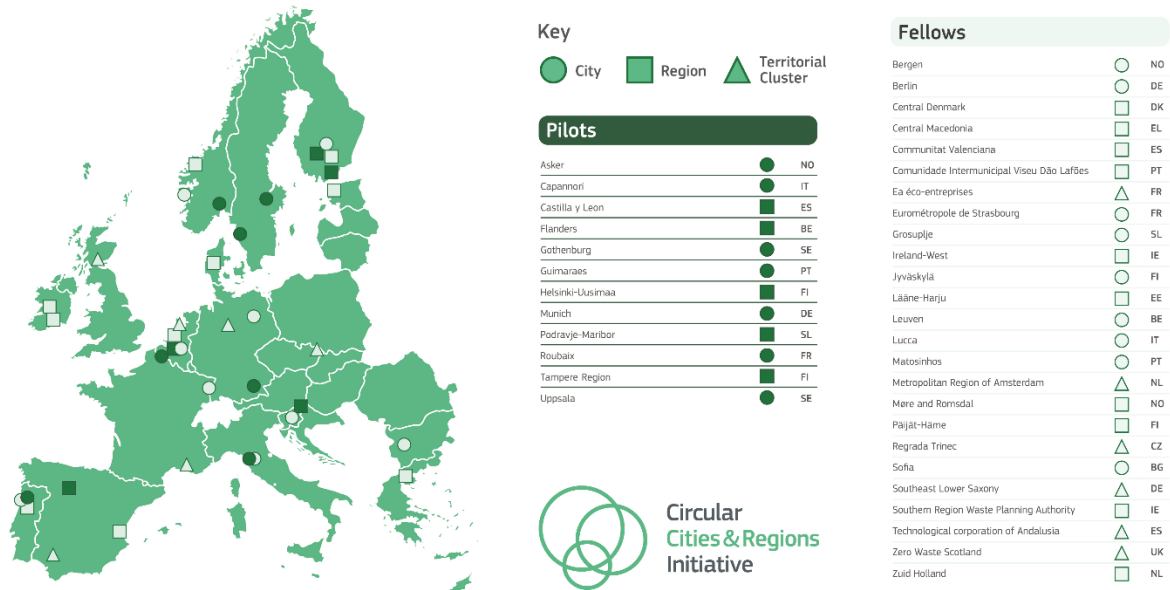 Key
City
Region
Territorial
Cluster
Pilots
Asker NO
Capannori IT
Castilla y Leon ES
Flanders BE
Gothenburg SE
Guimaraes PT
Helsinki-Uusimaa FI
Munich DE
Podravje-Maribor SL
Roubaix FR
Tampere Region FI
Uppsala SE
Circular
Cities & Regions
Initiative
Fellows
Bergen NO
Berlin DE
Central Denmark DK
Central Macedonia EL
Communitat Valenciana ES
Comunidade Intermunicipal Viseu Dão Lafões PT
Ea éco-entreprises FR
Eurométropole de Strasbourg FR
Grosuplje SL
Ireland-West IE
Jyväskylä FI
Lääne-Harju EE
Leuven BE
Lucca IT
Matosinhos PT
Metropolitan Region of Amsterdam NL
Møre and Romsdal NO
Päijät-Häme FI
Regrada Trinec CZ
Sofia BG
Southeast Lower Saxony DE
Southern Region Waste Planning Authority IE
Technological corporation of Andalusia ES
Zero Waste Scotland UK
Zuid Holland NL